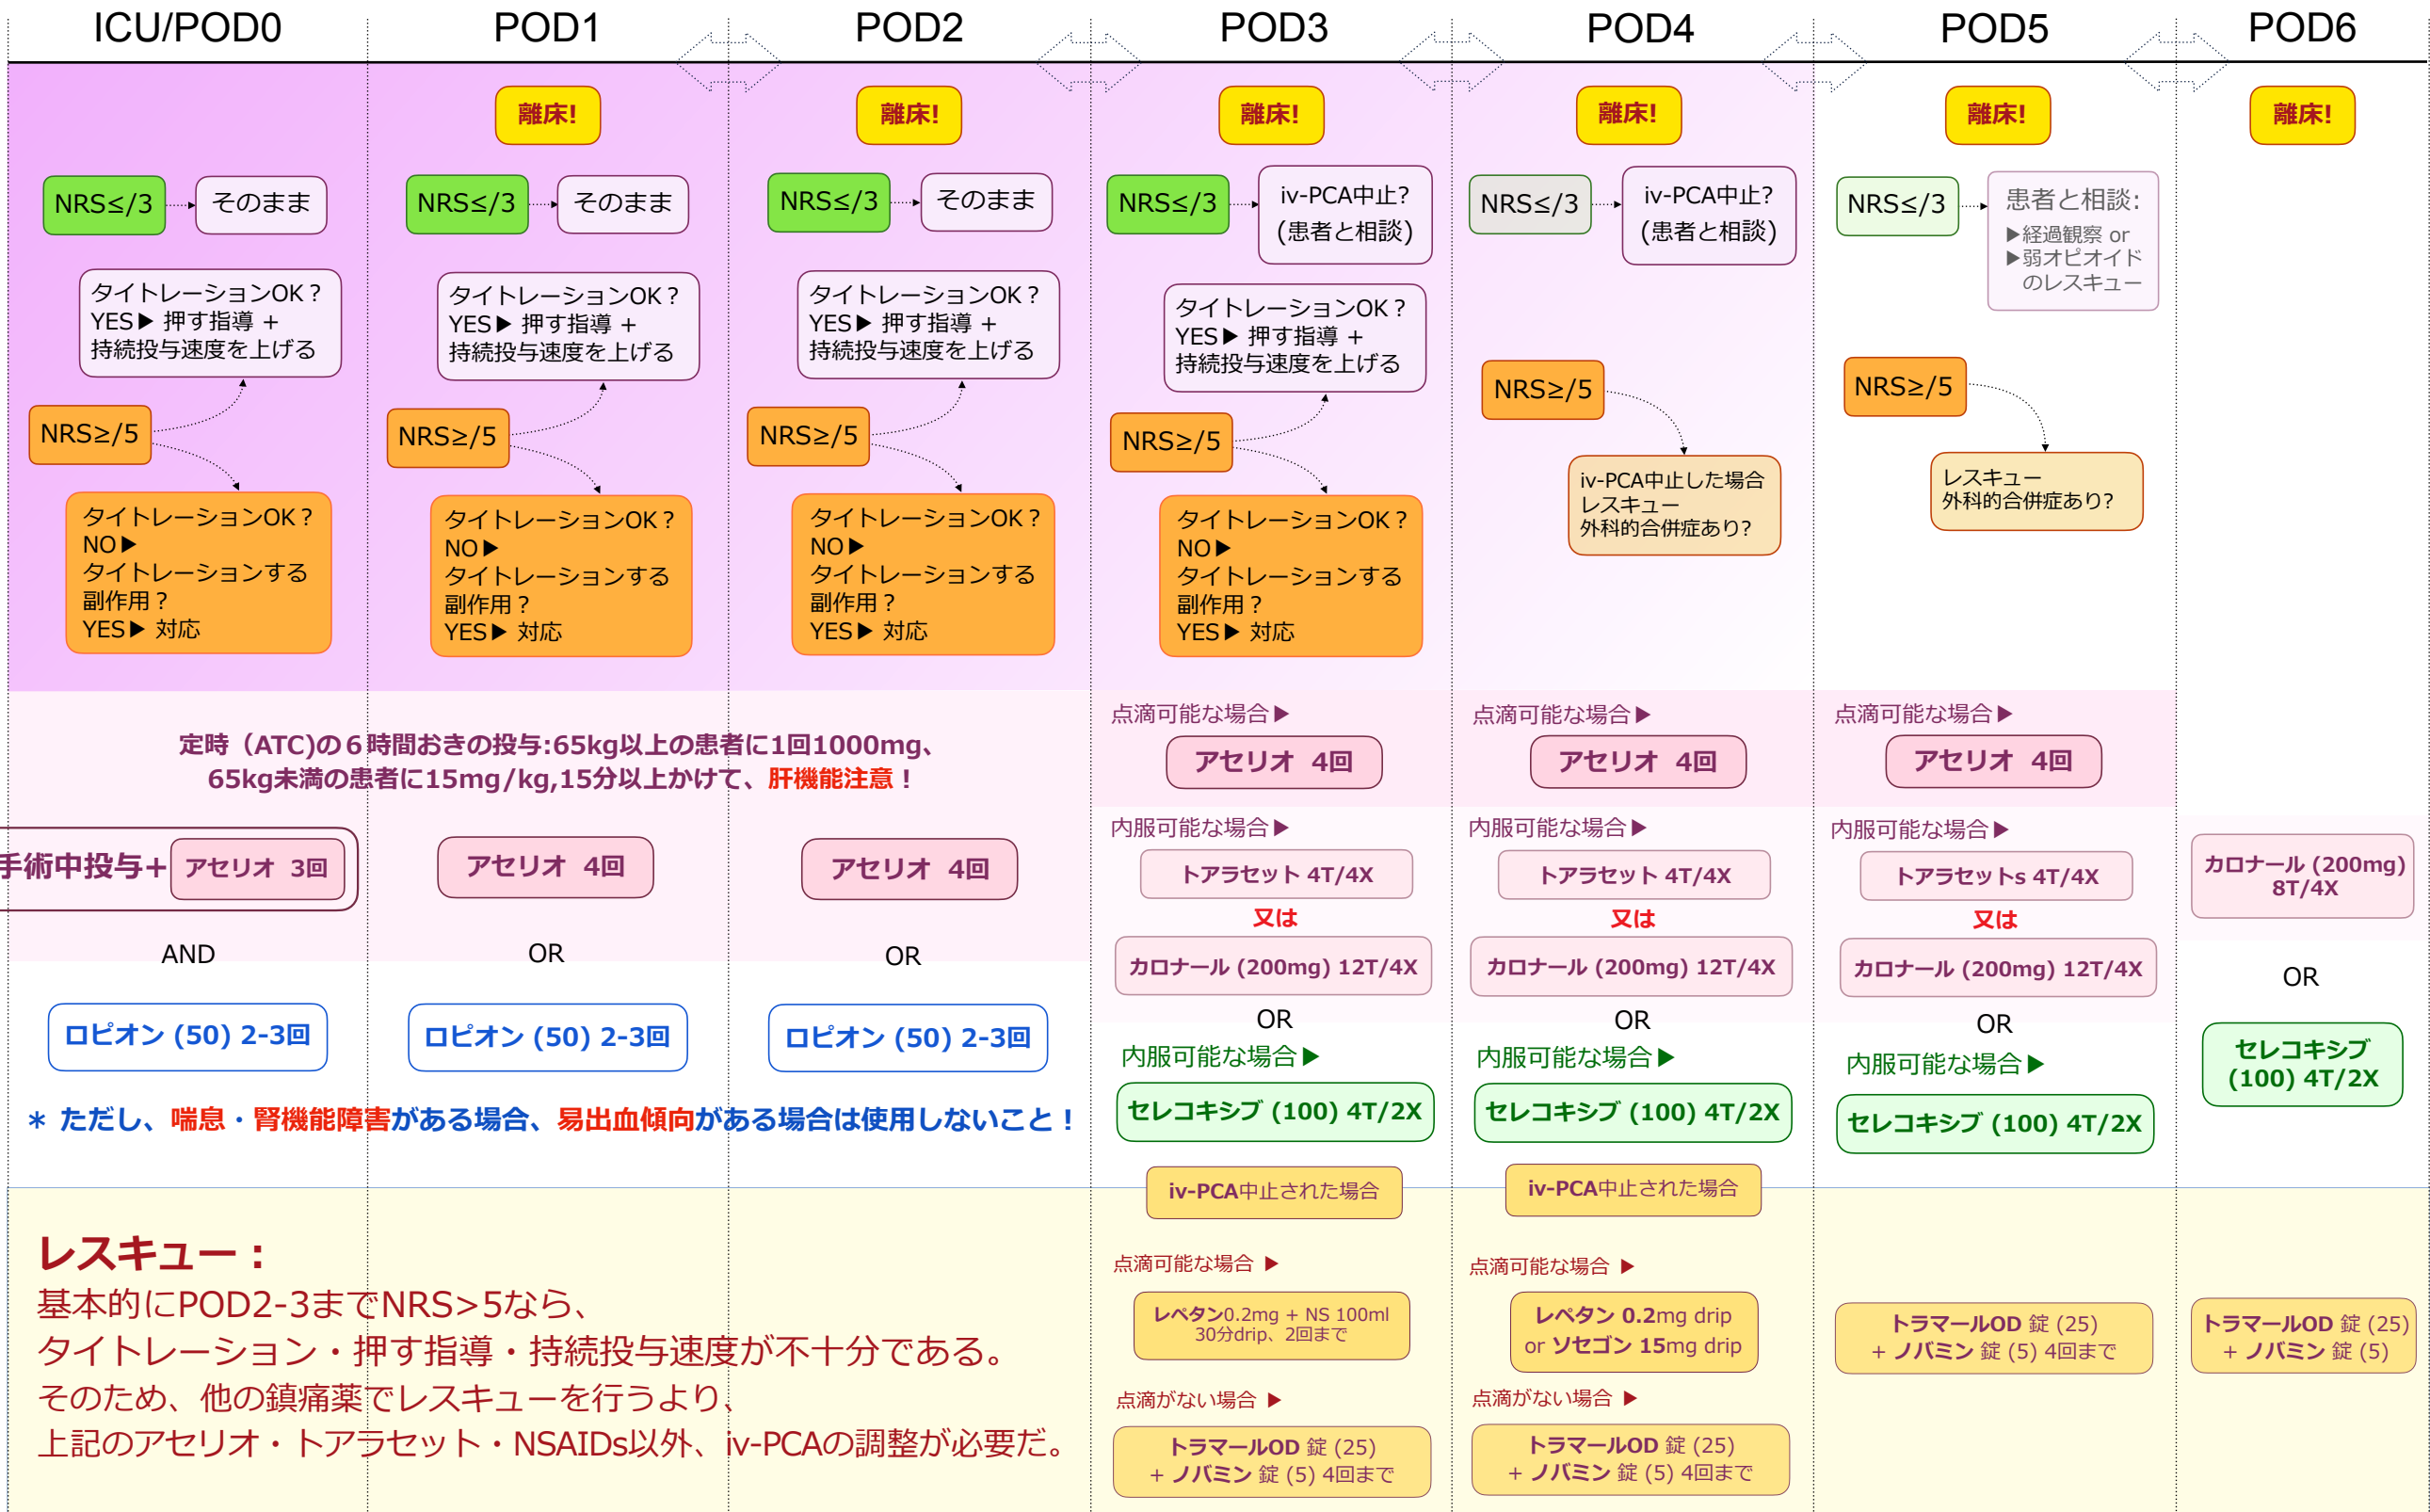 ICU/POD0
POD1
POD2
POD3
POD4
POD5
POD6
離床!
離床!
離床!
離床!
離床!
離床!
NRS≤/3
そのまま
NRS≤/3
そのまま
NRS≤/3
そのまま
NRS≤/3
iv-PCA中止?
(患者と相談)
NRS≤/3
iv-PCA中止?
(患者と相談)
NRS≤/3
患者と相談:
▶経過観察 or
▶弱オピオイド
のレスキュー
タイトレーションOK？
YES▶ 押す指導 +
持続投与速度を上げる
タイトレーションOK？
YES▶ 押す指導 +
持続投与速度を上げる
タイトレーションOK？
YES▶ 押す指導 +
持続投与速度を上げる
タイトレーションOK？
YES▶ 押す指導 +
持続投与速度を上げる
NRS≥/5
NRS≥/5
NRS≥/5
NRS≥/5
NRS≥/5
NRS≥/5
タイトレーションOK？
NO▶
タイトレーションする
副作用？
YES▶ 対応
タイトレーションOK？
NO▶
タイトレーションする
副作用？
YES▶ 対応
タイトレーションOK？
NO▶
タイトレーションする
副作用？
YES▶ 対応
タイトレーションOK？
NO▶
タイトレーションする
副作用？
YES▶ 対応
iv-PCA中止した場合
レスキュー
外科的合併症あり?
レスキュー
外科的合併症あり?
定時（ATC)の６時間おきの投与:65kg以上の患者に1回1000mg、
65kg未満の患者に15mg/kg,15分以上かけて、肝機能注意！
手術中投与+
アセリオ 3回
アセリオ 4回
アセリオ 4回
AND
OR
OR
ロピオン (50) 2-3回
ロピオン (50) 2-3回
ロピオン (50) 2-3回
＊ ただし、喘息・腎機能障害がある場合、易出血傾向がある場合は使用しないこと！
点滴可能な場合▶
アセリオ 4回
内服可能な場合▶
トアラセット 4T/4X
又は
カロナール (200mg) 12T/4X
OR
内服可能な場合▶
セレコキシブ (100) 4T/2X
点滴可能な場合▶
アセリオ 4回
内服可能な場合▶
トアラセット 4T/4X
又は
カロナール (200mg) 12T/4X
OR
内服可能な場合▶
セレコキシブ (100) 4T/2X
点滴可能な場合▶
アセリオ 4回
内服可能な場合▶
トアラセットs 4T/4X
又は
カロナール (200mg) 12T/4X
OR
内服可能な場合▶
セレコキシブ (100) 4T/2X
カロナール (200mg)
8T/4X
OR
セレコキシブ
(100) 4T/2X
レスキュー：
基本的にPOD2-3までNRS>5なら、
タイトレーション・押す指導・持続投与速度が不十分である。
そのため、他の鎮痛薬でレスキューを行うより、
上記のアセリオ・トアラセット・NSAIDs以外、iv-PCAの調整が必要だ。
iv-PCA中止された場合
点滴可能な場合 ▶
レペタン0.2mg + NS 100ml
30分drip、2回まで
点滴がない場合 ▶
トラマールOD 錠 (25)
+ ノバミン 錠 (5) 4回まで
iv-PCA中止された場合
点滴可能な場合 ▶
レペタン 0.2mg drip
or ソセゴン 15mg drip
点滴がない場合 ▶
トラマールOD 錠 (25)
+ ノバミン 錠 (5) 4回まで
トラマールOD 錠 (25)
+ ノバミン 錠 (5) 4回まで
トラマールOD 錠 (25)
+ ノバミン 錠 (5)